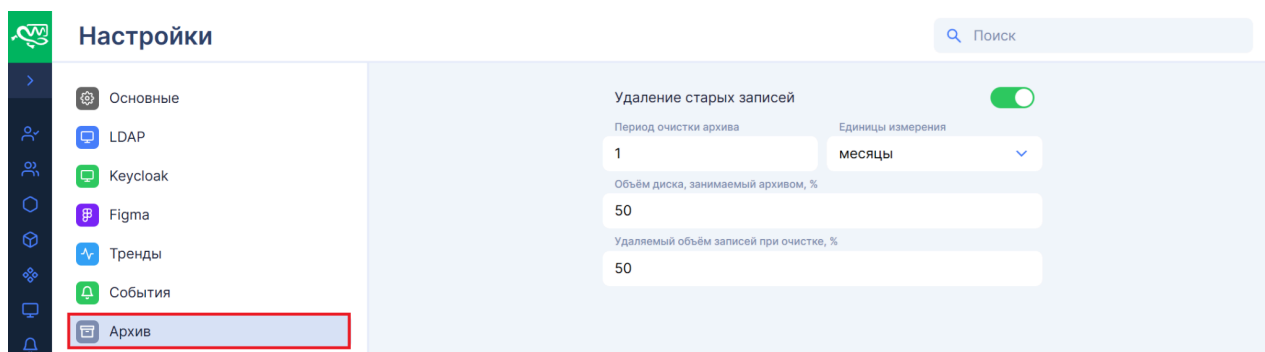 Настройки
Поиск
Основные
LDAP
Keycloak
Figma
Тренды
События
Архив
Удаление старых записей
Период очистки архива Единицы измерения
1 месяцы
Объём диска, занимаемый архивом, %
50
Удаляемый объём записей при очистке, %
50